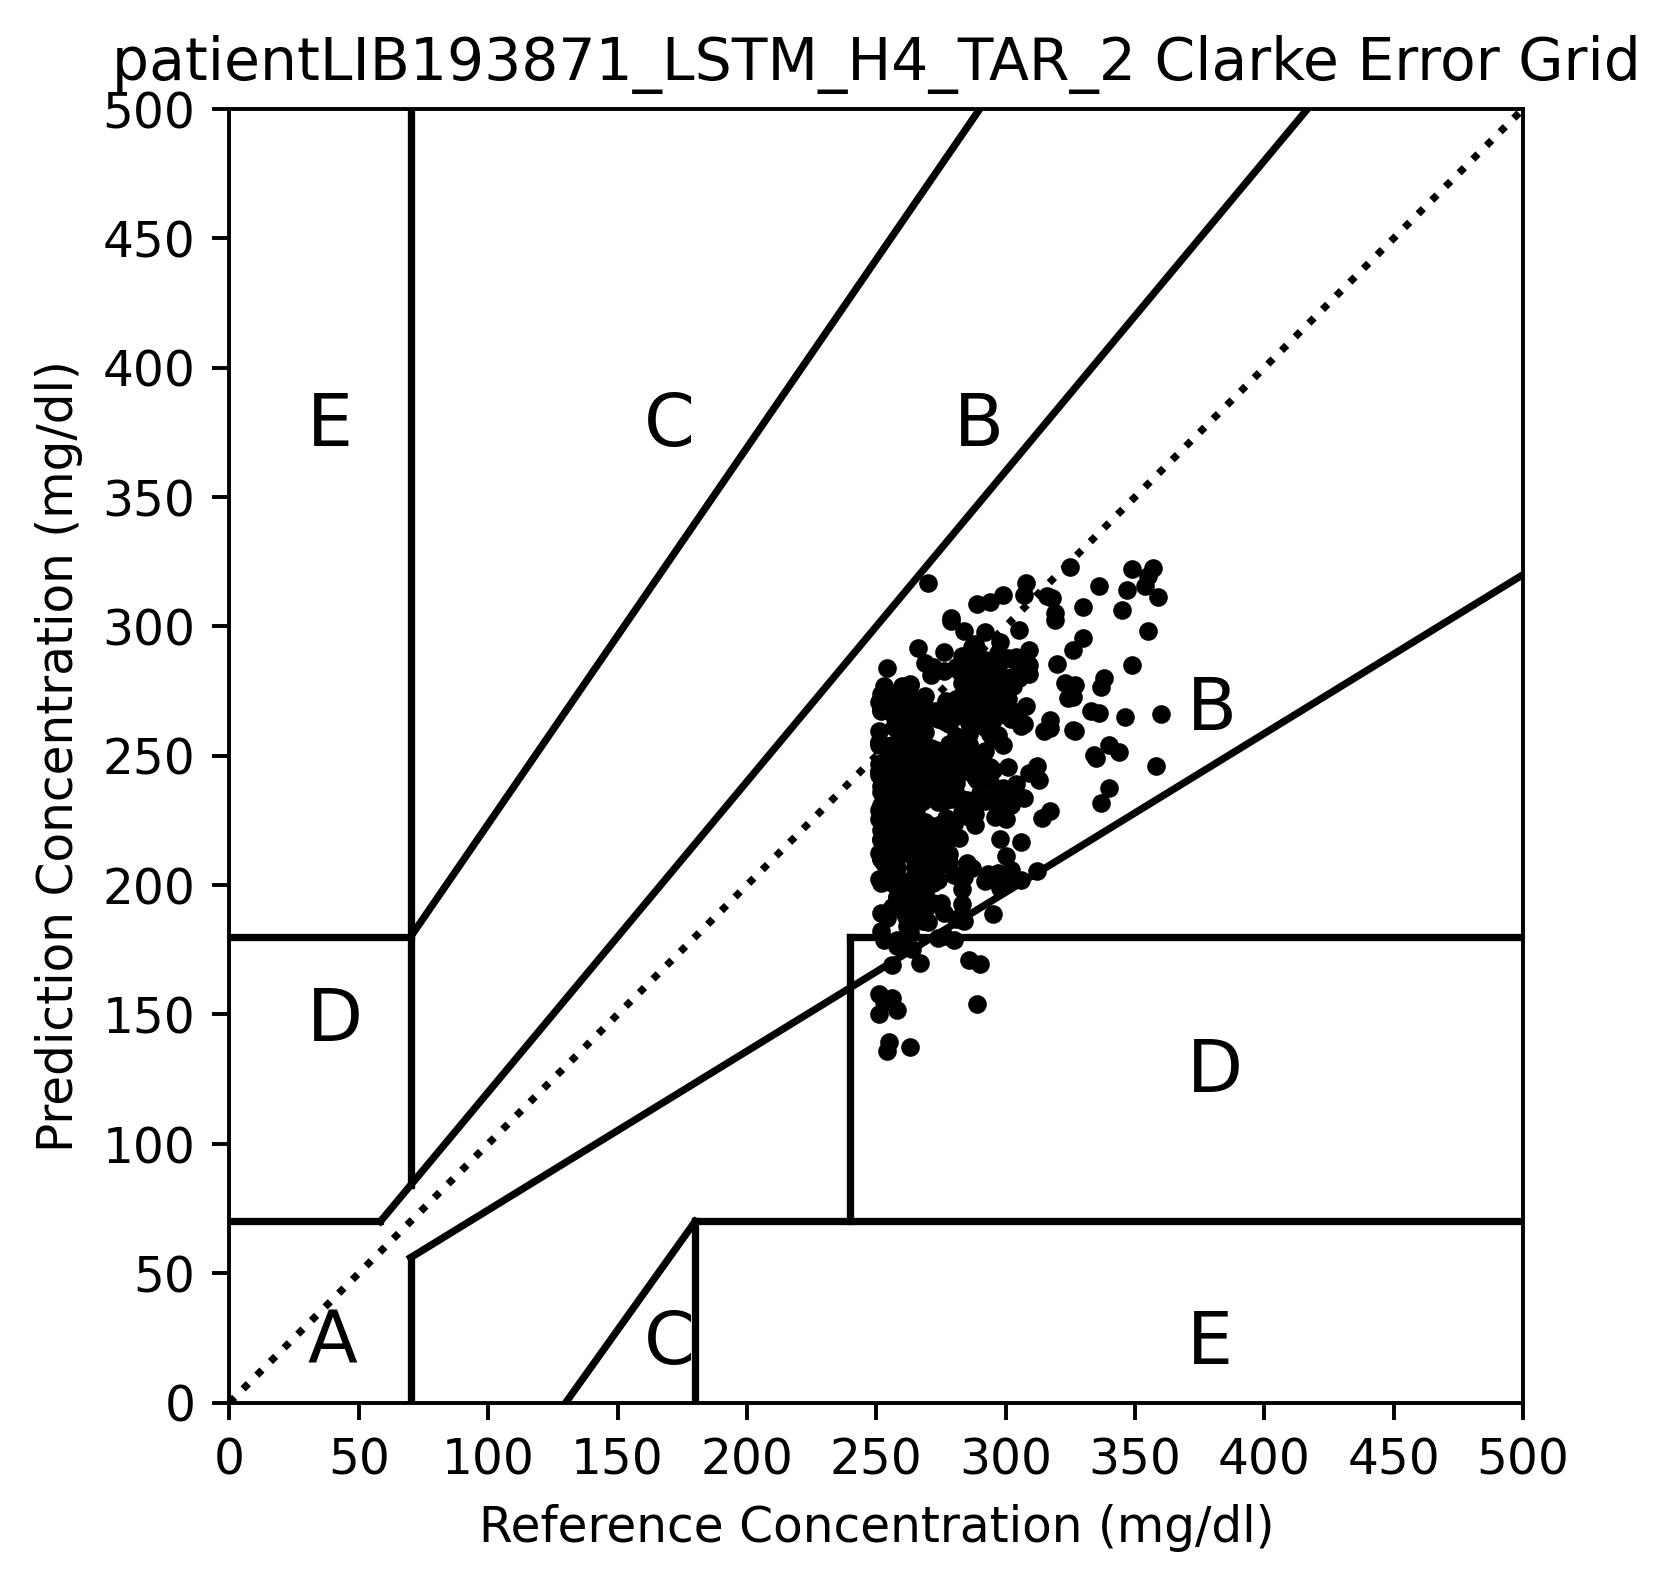 patientLIB193871_LSTM_H4_TAR_2 Clarke Error Grid
500
450
400
350
300
250
200
150
100
50
0
Prediction Concentration (mg/dl)
E
C
B
B
D
D
A
C
E
0 50 100 150 200 250 300 350 400 450 500
Reference Concentration (mg/dl)